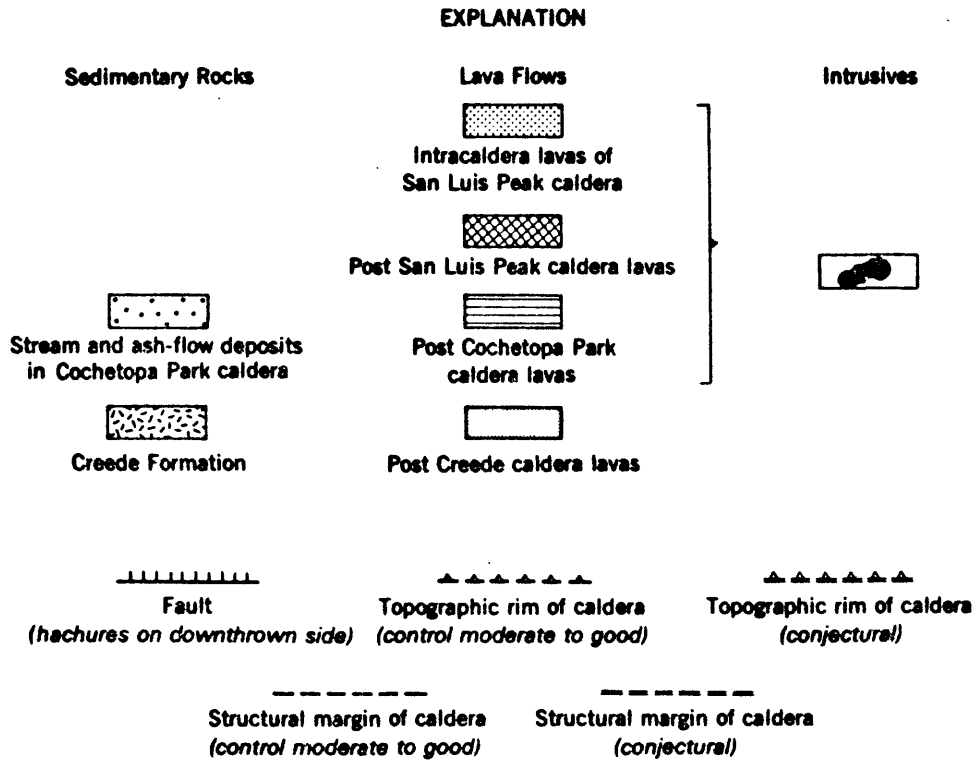 EXPLANATION
Sedimentary Rocks
Lava Flows
Intrusives
Intracaldera lavas of
San Luis Peak caldera
Post San Luis Peak caldera lavas
Stream and ash-flow deposits
in Cochetopa Park caldera
Post Cochetopa Park
caldera lavas
Creede Formation
Post Creede caldera lavas
Fault
(hachures on downthrown side)
Topographic rim of caldera
(control moderate to good)
Topographic rim of caldera
(conjectural)
Structural margin of caldera
(control moderate to good)
Structural margin of caldera
(conjectural)